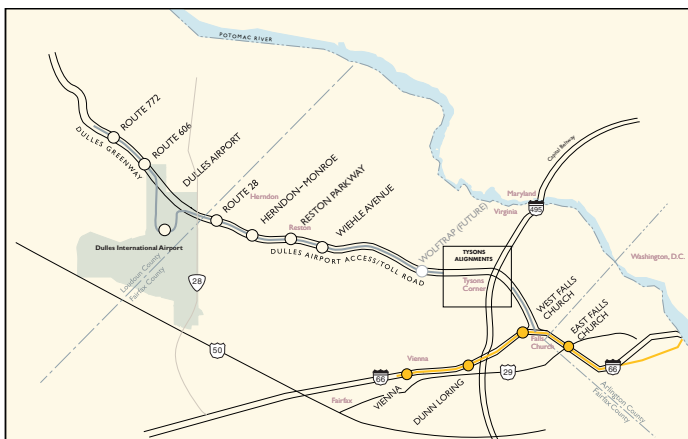 POTOMAC RIVER
ROUTE 772
ROUTE 606
DULLES GREENWAY
DULLES AIRPORT
Capital Beltway
Maryland
495
Virginia
Herndon
ROUTE 28
HERNDON–MONROE
Reston
RESTON PARKWAY
WIEHLE AVENUE
WOLFTRAP (FUTURE)
Dulles International Airport
DULLES AIRPORT ACCESS/TOLL ROAD
TYSONS
ALIGNMENTS
Tysons
Corner
Washington, D.C.
Loudoun County
Fairfax County
28
WEST FALLS
CHURCH
EAST FALLS
CHURCH
Falls
Church
50
Vienna
66
VIENNA
DUNN LORING
29
66
Fairfax
Arlington County
Fairfax County